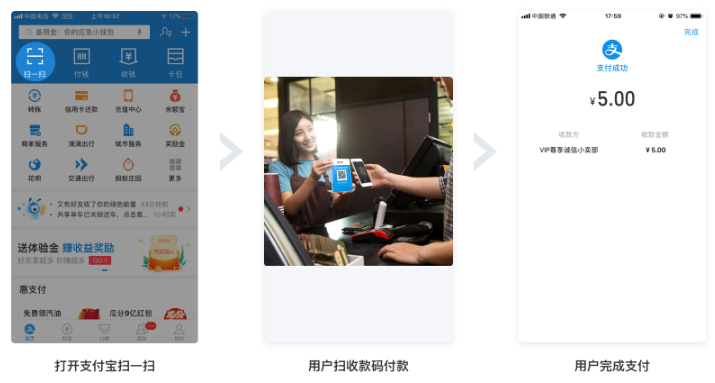 中国电信 上午10:57 17%
备用金：你的应急小钱包
扫一扫 付钱 收钱 卡包
转账 信用卡还款 充值中心 余额宝
商家服务 滴滴出行 城市服务 奖励金
花呗 交通出行 蚂蚁庄园 更多
又有好友收了你的绿色能量 43分钟前
共享单车已关锁还车，点击查... 1小时前
送体验金 赚收益奖励
好友拿越多 你赚越多 GO >
惠支付
免费领汽油 瓜分9亿红包
首页 口碑 朋友 我的
打开支付宝扫一扫
用户扫收款码付款
中国联通 17:59 97%
完成
支付成功
¥5.00
收款方 收款金额
VIP尊享诚信小卖部 ¥5.00
用户完成支付